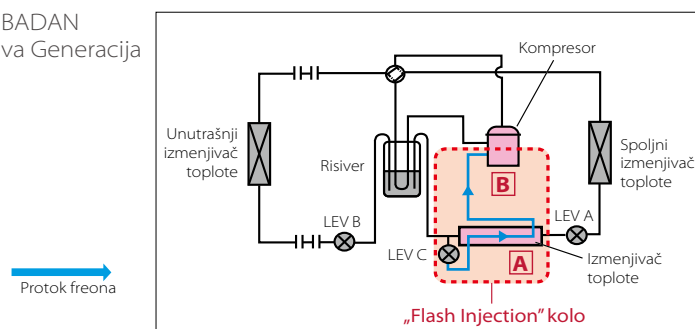 BADAN
va Generacija
Kompresor
Unutrašnji
izmenjivač
toplote
Risiver
Spoljni
izmenjivač
toplote
B
LEV B
LEV A
LEV C
A
Izmenjivač
toplote
Protok freona
„Flash Injection” kolo